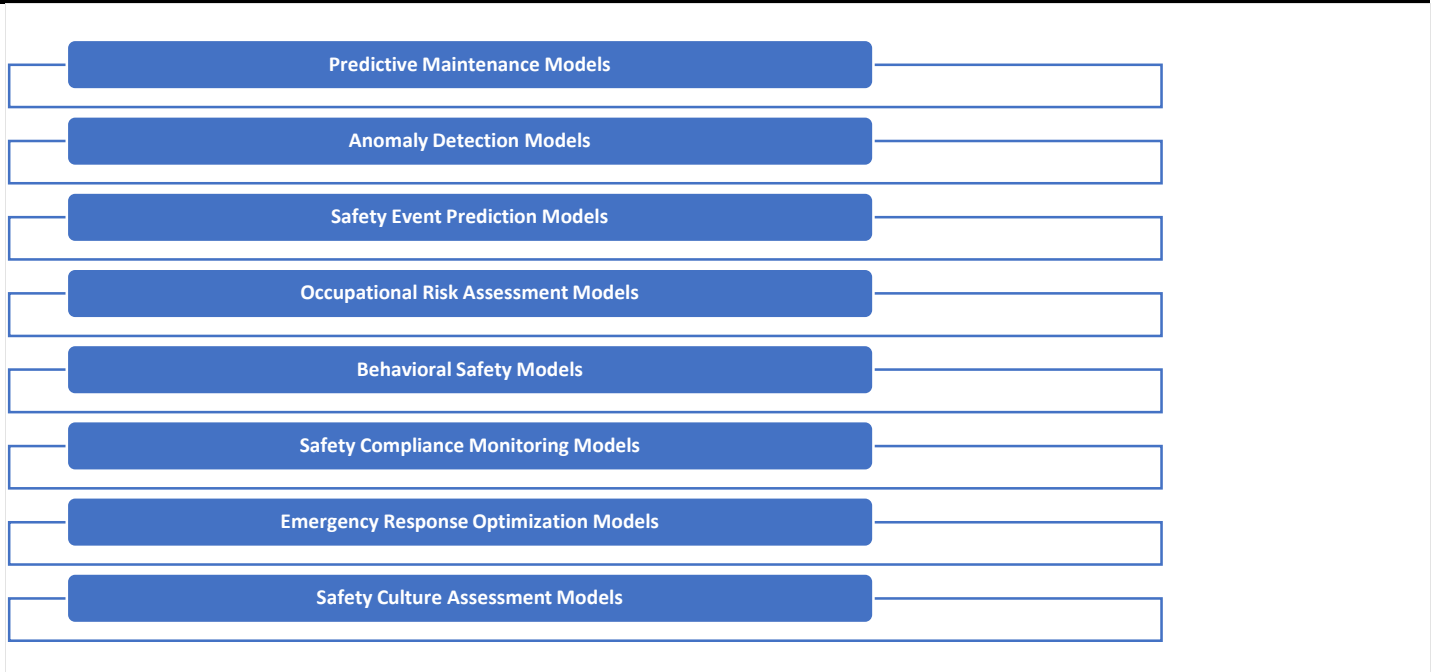 Predictive Maintenance Models
Anomaly Detection Models
Safety Event Prediction Models
Occupational Risk Assessment Models
Behavioral Safety Models
Safety Compliance Monitoring Models
Emergency Response Optimization Models
Safety Culture Assessment Models